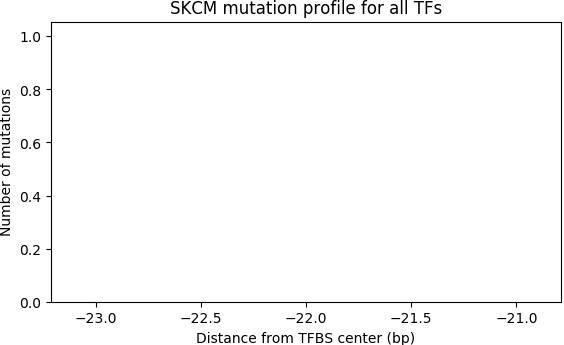 SKCM mutation profile for all TFs
Number of mutations
1.0
0.8
0.6
0.4
0.2
0.0
−23.0 −22.5 −22.0 −21.5 −21.0
Distance from TFBS center (bp)